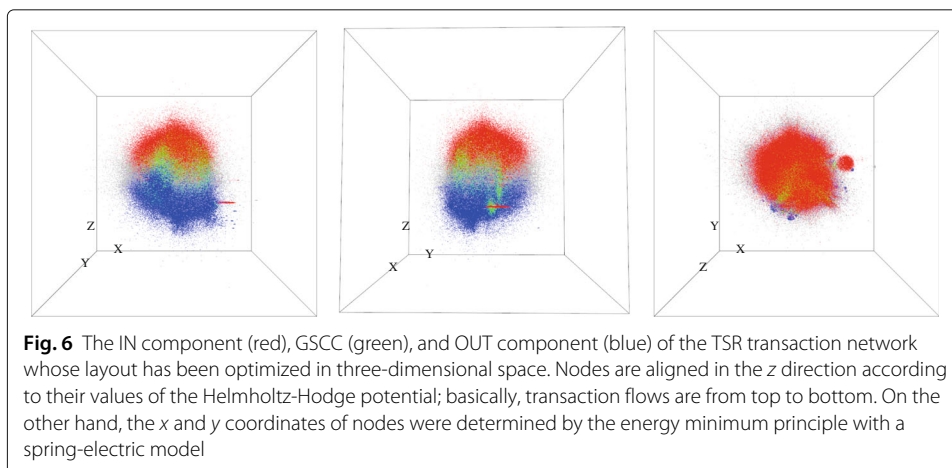 Z
X
Y
Z
X
Y
Y
X
Z
Fig. 6 The IN component (red), GSCC (green), and OUT component (blue) of the TSR transaction network
whose layout has been optimized in three-dimensional space. Nodes are aligned in the z direction according
to their values of the Helmholtz-Hodge potential; basically, transaction flows are from top to bottom. On the
other hand, the x and y coordinates of nodes were determined by the energy minimum principle with a
spring-electric model